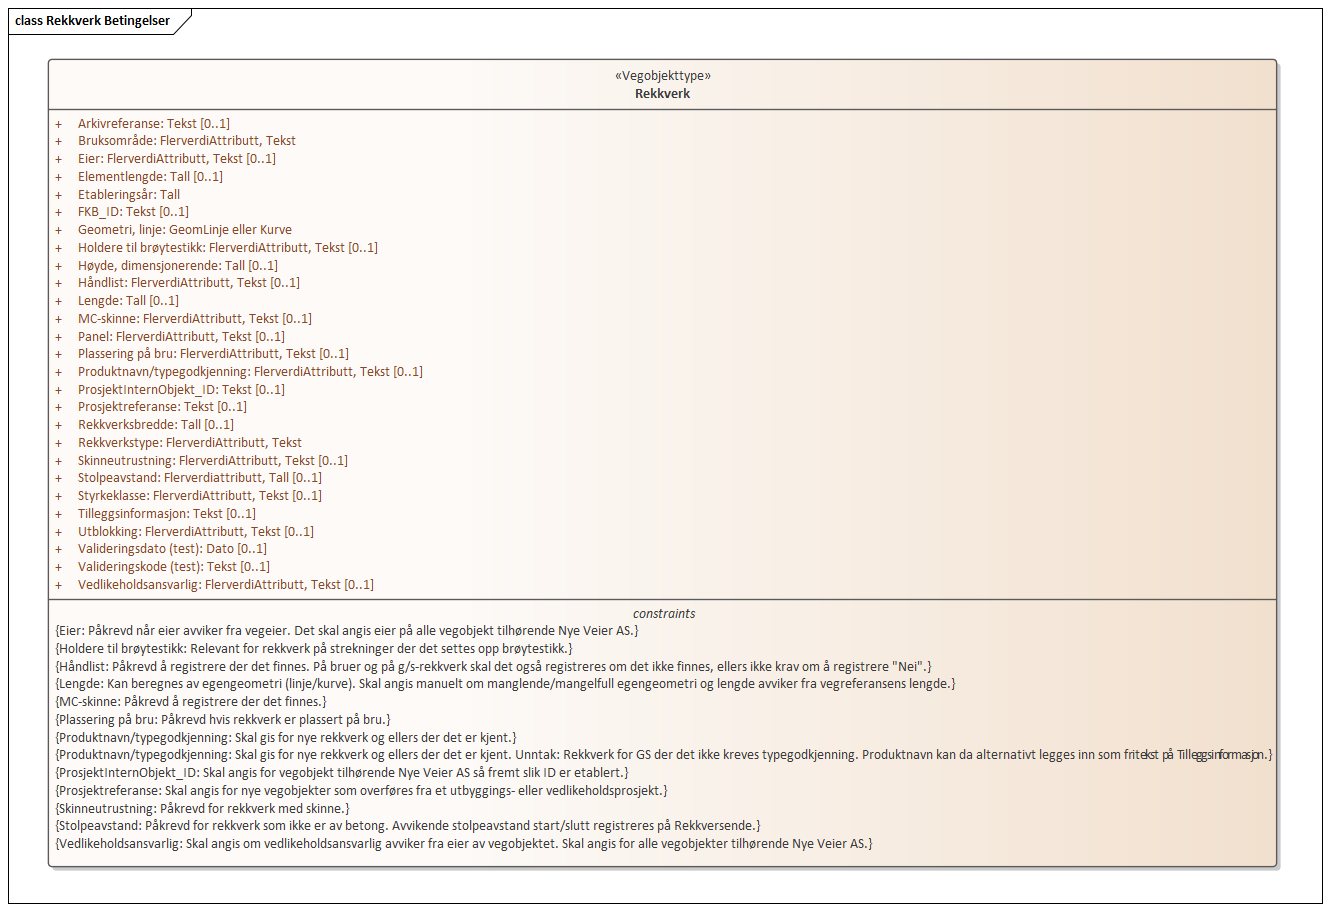 class Rekkverk Betingelser
«Vegobjekttype»
Rekkverk
+ Arkivreferanse: Tekst [0..1]
+ Bruksområde: FlerverdiAttributt, Tekst
+ Eier: FlerverdiAttributt, Tekst [0..1]
+ Elementlengde: Tall [0..1]
+ Etableringsår: Tall
+ FKB_ID: Tekst [0..1]
+ Geometri, linje: GeomLinje eller Kurve
+ Holdere til brøytestikk: FlerverdiAttributt, Tekst [0..1]
+ Høyde, dimensjonerende: Tall [0..1]
+ Håndlist: FlerverdiAttributt, Tekst [0..1]
+ Lengde: Tall [0..1]
+ MC-skinne: FlerverdiAttributt, Tekst [0..1]
+ Panel: FlerverdiAttributt, Tekst [0..1]
+ Plassering på bru: FlerverdiAttributt, Tekst [0..1]
+ Produktnavn/typegodkjenning: FlerverdiAttributt, Tekst [0..1]
+ ProsjektInternObjekt_ID: Tekst [0..1]
+ Prosjektreferanse: Tekst [0..1]
+ Rekkverksbredde: Tall [0..1]
+ Rekkverkstype: FlerverdiAttributt, Tekst
+ Skinneutrustning: FlerverdiAttributt, Tekst [0..1]
+ Stolpeavstand: Flerverdiattributt, Tall [0..1]
+ Styrkeklasse: FlerverdiAttributt, Tekst [0..1]
+ Tilleggsinformasjon: Tekst [0..1]
+ Utblokking: FlerverdiAttributt, Tekst [0..1]
+ Valideringsdato (test): Dato [0..1]
+ Valideringskode (test): Tekst [0..1]
+ Vedlikeholdsansvarlig: FlerverdiAttributt, Tekst [0..1]
constraints
{Eier: Påkrevd når eier avviker fra vegeier. Det skal angis eier på alle vegobjekt tilhørende Nye Veier AS.}
{Holdere til brøytestikk: Relevant for rekkverk på strekninger der det settes opp brøytestikk.}
{Håndlist: Påkrevd å registrere der det finnes. På bruer og på g/s-rekkverk skal det også registreres om det ikke finnes, ellers ikke krav om å registrere "Nei".}
{Lengde: Kan beregnes av egengeometri (linje/kurve). Skal angis manuelt om manglende/mangelfull egengeometri og lengde avviker fra vegreferansens lengde.}
{MC-skinne: Påkrevd å registrere der det finnes.}
{Plassering på bru: Påkrevd hvis rekkverk er plassert på bru.}
{Produktnavn/typegodkjenning: Skal gis for nye rekkverk og ellers der det er kjent.}
{Produktnavn/typegodkjenning: Skal gis for nye rekkverk og ellers der det er kjent. Unntak: Rekkverk for GS der det ikke kreves typegodkjenning. Produktnavn kan da alternativt legges inn som fritekst på Tilleggsinformasjon.}
{ProsjektInternObjekt_ID: Skal angis for vegobjekt tilhørende Nye Veier AS så fremt slik ID er etablert.}
{Prosjektreferanse: Skal angis for nye vegobjekter som overføres fra et utbyggings- eller vedlikeholdsprosjekt.}
{Skinneutrustning: Påkrevd for rekkverk med skinne.}
{Stolpeavstand: Påkrevd for rekkverk som ikke er av betong. Avvikende stolpeavstand start/slutt registreres på Rekkversende.}
{Vedlikeholdsansvarlig: Skal angis om vedlikeholdsansvarlig avviker fra eier av vegobjektet. Skal angis for alle vegobjekter tilhørende Nye Veier AS.}